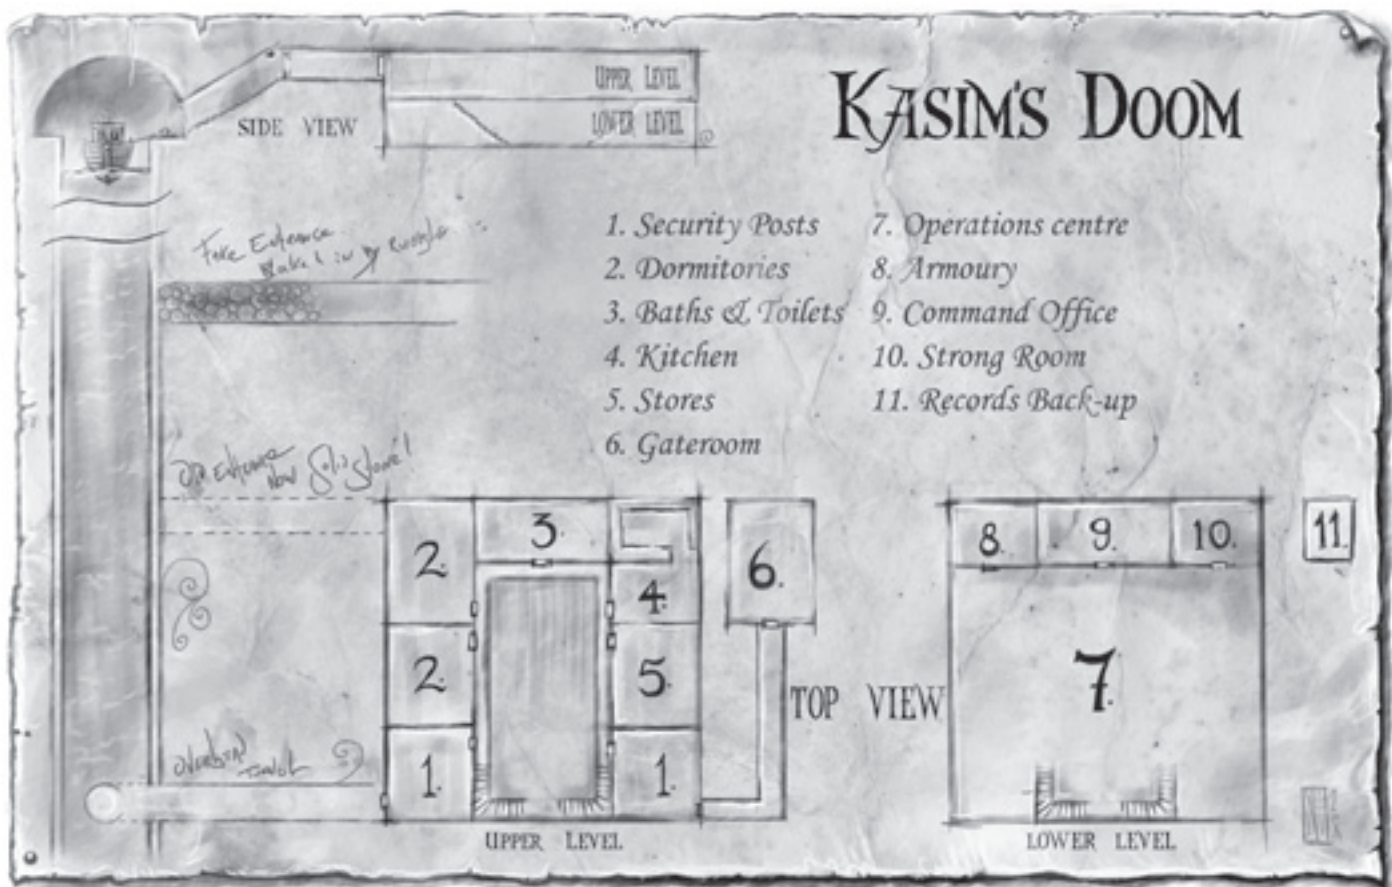 KASIM'S DOOM
UPPER LEVEL
LOWER LEVEL
SIDE VIEW
1. Security Posts
2. Dormitories
3. Baths & Toilets
4. Kitchen
5. Stores
6. Gateroom
7. Operations centre
8. Armoury
9. Command Office
10. Strong Room
11. Records Back-up
Fake Entrance
in by
Entrance
Now Solid Stone!
2.
3.
4.
2.
5.
1.
1.
6.
TOP VIEW
8.
9.
10.
7.
11.
UPPER LEVEL
LOWER LEVEL